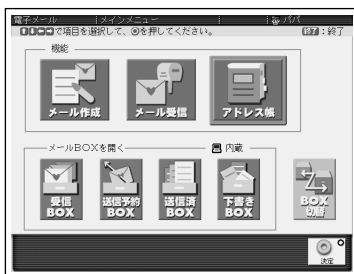 電子メール メインメニュー パパ
で項目を選択して、◎を押してください。 終了：終了
機能
メール作成 メール受信 アドレス帳
メールBOXを開く 内蔵
受信BOX 送信予約BOX 送信済BOX 下書きBOX BOX切替
決定